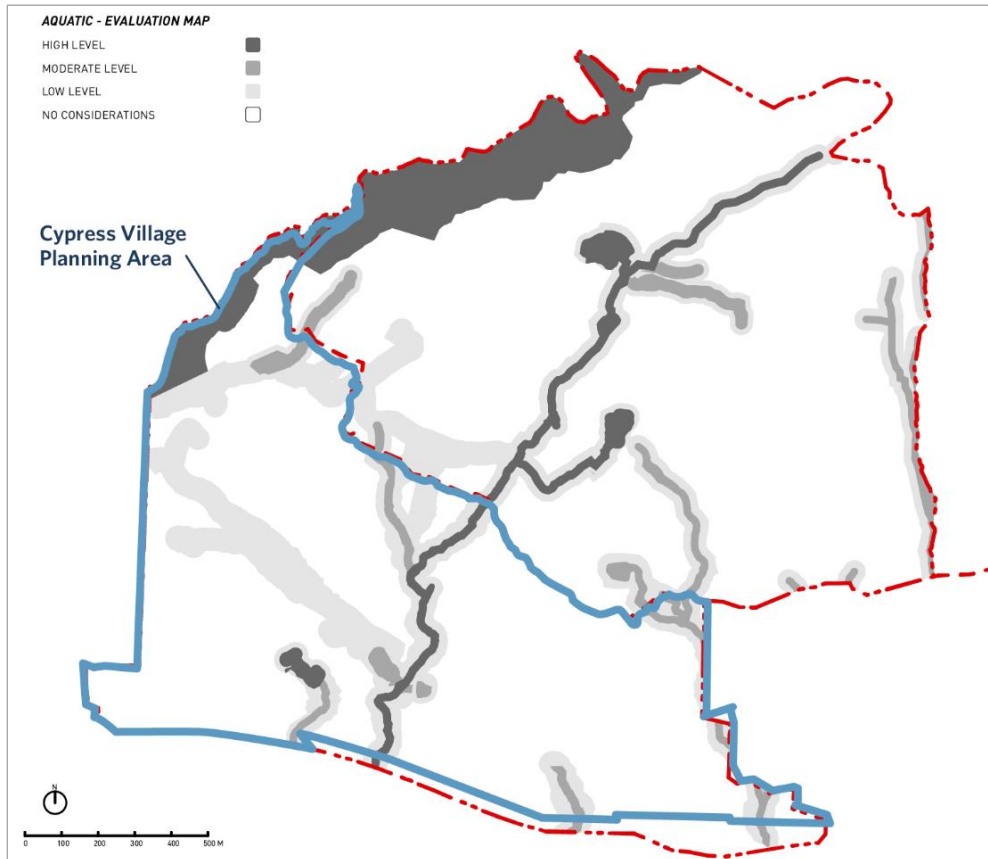 AQUATIC - EVALUATION MAP
HIGH LEVEL
MODERATE LEVEL
LOW LEVEL
NO CONSIDERATIONS
Cypress Village
Planning Area
N
0 100 200 300 400 500 M